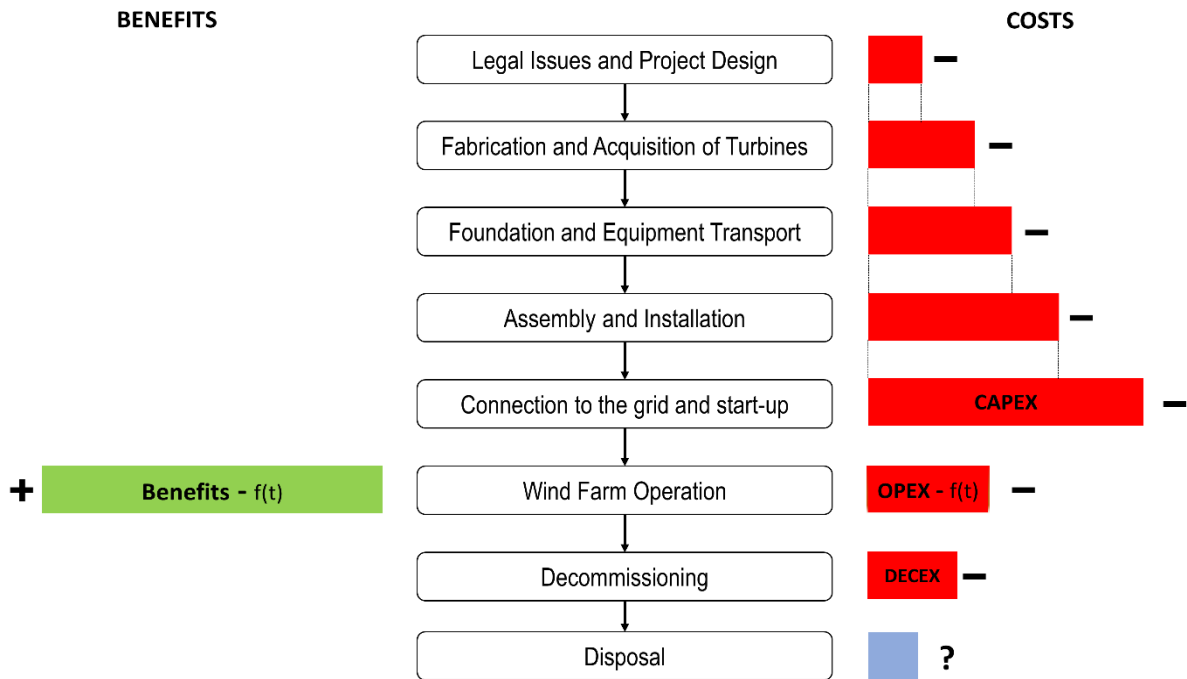 BENEFITS
COSTS
Legal Issues and Project Design
–
Fabrication and Acquisition of Turbines
–
Foundation and Equipment Transport
–
Assembly and Installation
–
Connection to the grid and start-up
CAPEX
–
+
Benefits - f(t)
Wind Farm Operation
OPEX - f(t)
–
Decommissioning
DECEX
–
Disposal
?